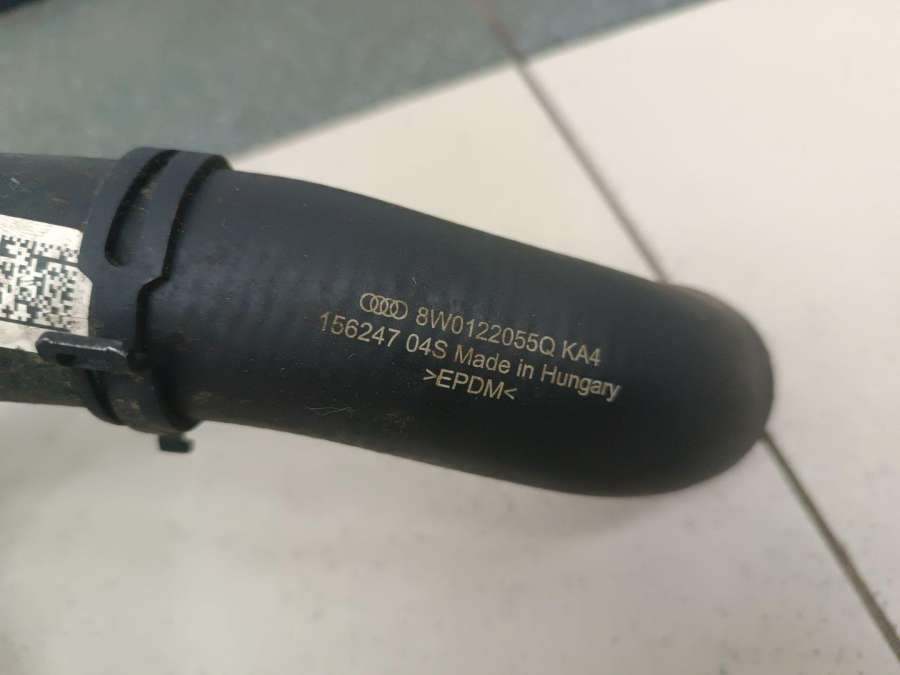 8W0122055Q KA4
156247 04S Made in Hungary
>EPDM<